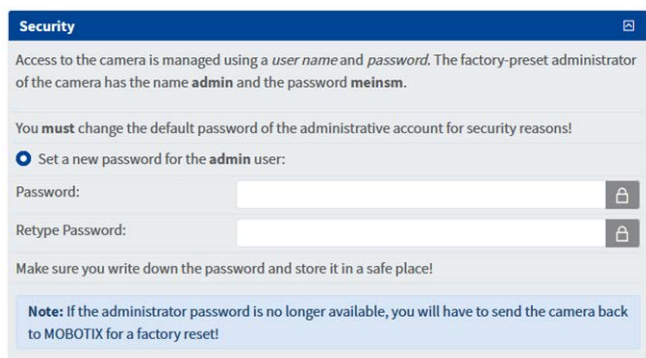 Security
Access to the camera is managed using a user name and password. The factory-preset administrator
of the camera has the name admin and the password meinsm.
You must change the default password of the administrative account for security reasons!
Set a new password for the admin user:
Password:
Retype Password:
Make sure you write down the password and store it in a safe place!
Note: If the administrator password is no longer available, you will have to send the camera back
to MOBOTIX for a factory reset!